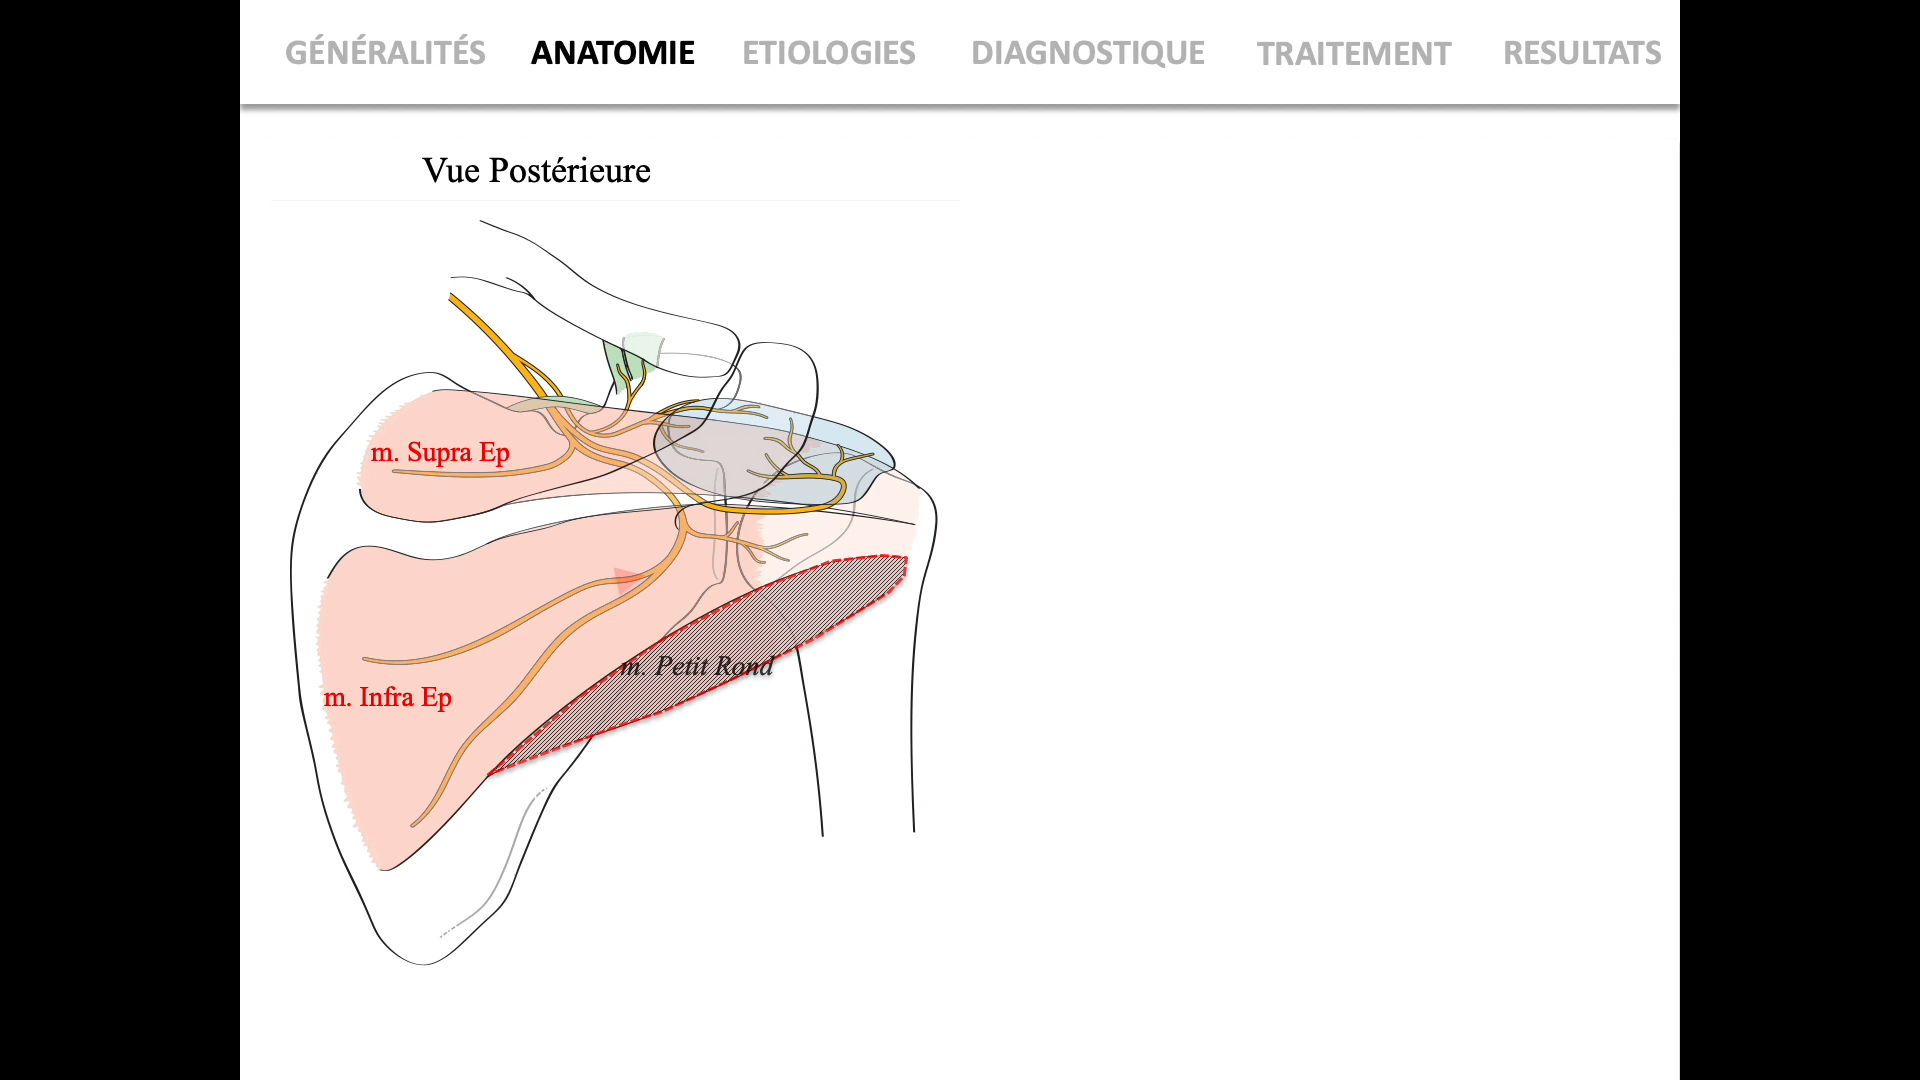 GÉNÉRALITÉS ANATOMIE ETIOLOGIES DIAGNOSTIQUE TRAITEMENT RESULTATS
Vue Postérieure
m. Supra Ep
m. Petit Rond
m. Infra Ep